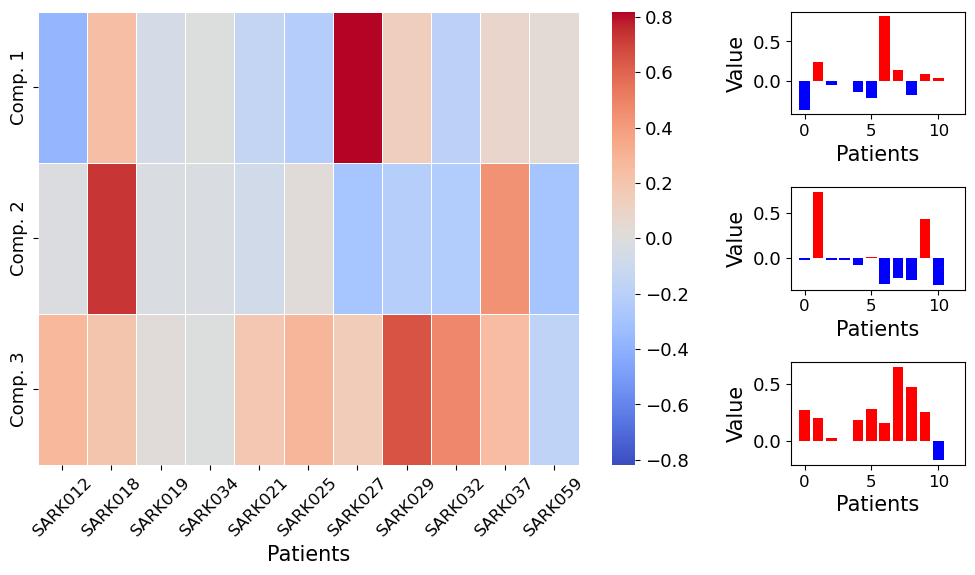 Comp. 1
Comp. 2
Comp. 3
SARK012
SARK018
SARK019
SARK034
SARK021
SARK025
SARK027
SARK029
SARK032
SARK037
SARK059
Patients
0.8
0.6
0.4
0.2
0.0
−0.2
−0.4
−0.6
−0.8
Value
0.5
0.0
0 5 10
Patients
Value
0.5
0.0
0 5 10
Patients
Value
0.5
0.0
0 5 10
Patients